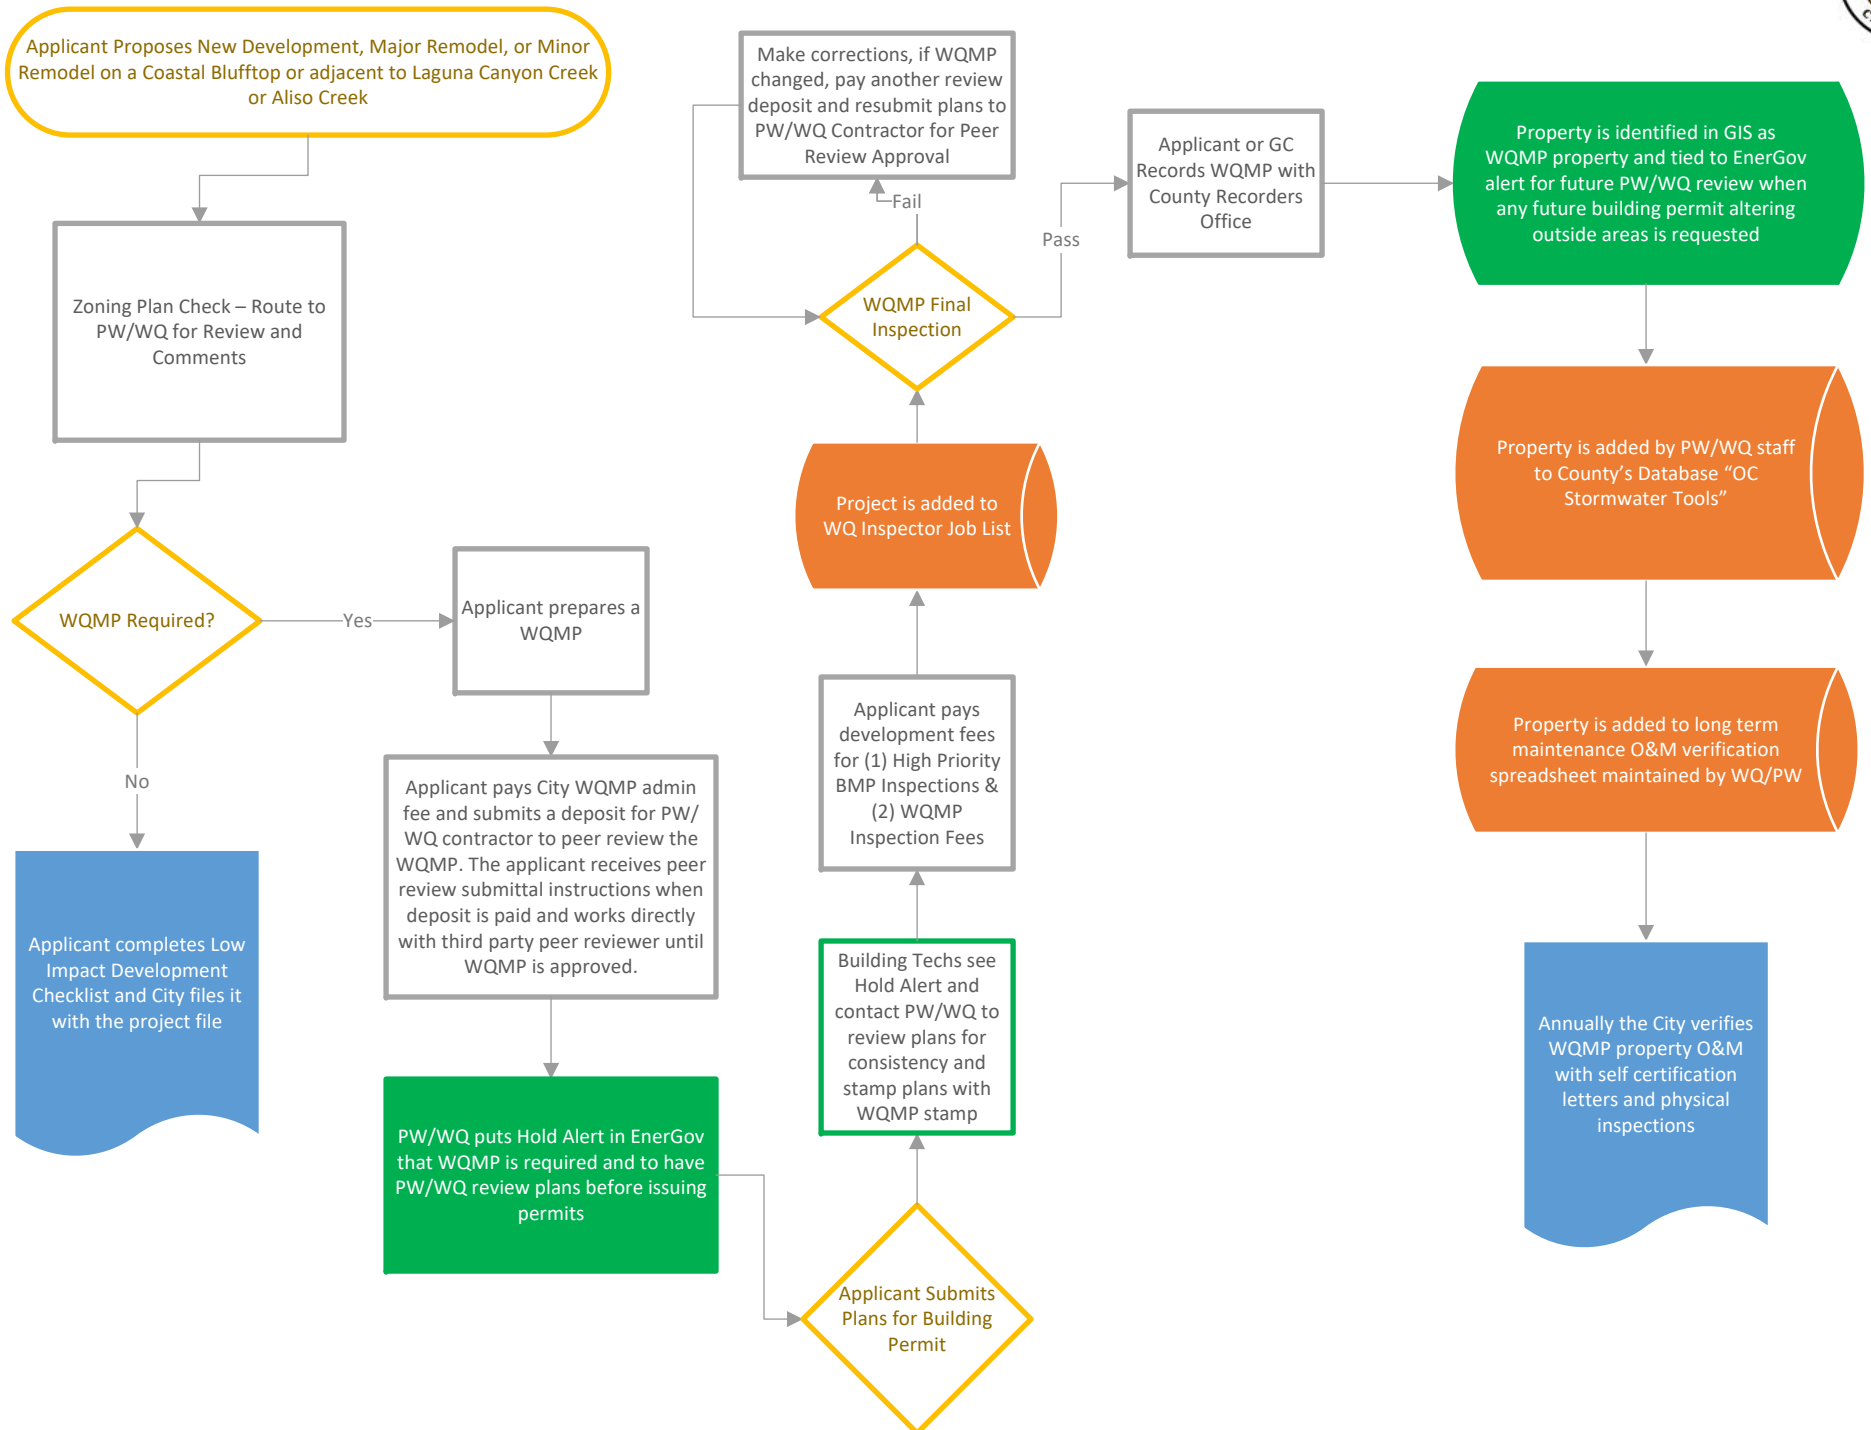 Applicant Proposes New Development, Major Remodel, or Minor
Remodel on a Coastal Blufftop or adjacent to Laguna Canyon Creek
or Aliso Creek
Zoning Plan Check – Route to
PW/WQ for Review and
Comments
WQMP Required?
Yes
No
Applicant completes Low
Impact Development
Checklist and City files it
with the project file
Applicant prepares a
WQMP
Applicant pays City WQMP admin
fee and submits a deposit for PW/
WQ contractor to peer review the
WQMP. The applicant receives peer
review submittal instructions when
deposit is paid and works directly
with third party peer reviewer until
WQMP is approved.
PW/WQ puts Hold Alert in EnerGov
that WQMP is required and to have
PW/WQ review plans before issuing
permits
Applicant Submits
Plans for Building
Permit
Building Techs see
Hold Alert and
contact PW/WQ to
review plans for
consistency and
stamp plans with
WQMP stamp
Applicant pays
development fees
for (1) High Priority
BMP Inspections &
(2) WQMP
Inspection Fees
Project is added to
WQ Inspector Job List
WQMP Final
Inspection
Fail
Make corrections, if WQMP
changed, pay another review
deposit and resubmit plans to
PW/WQ Contractor for Peer
Review Approval
Pass
Applicant or GC
Records WQMP with
County Recorders
Office
Property is identified in GIS as
WQMP property and tied to EnerGov
alert for future PW/WQ review when
any future building permit altering
outside areas is requested
Property is added by PW/WQ staff
to County’s Database “OC
Stormwater Tools”
Property is added to long term
maintenance O&M verification
spreadsheet maintained by WQ/PW
Annually the City verifies
WQMP property O&M
with self certification
letters and physical
inspections